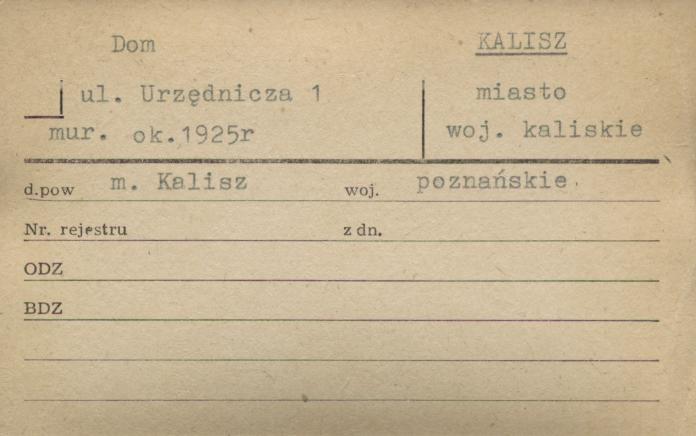 Dom
KALISZ
ul. Urzędnicza 1
miasto
mur. ok.1925r
woj. kaliskie
d.pow m. Kalisz woj. poznańskie
Nr. rejestru z dn.
ODZ
BDZ